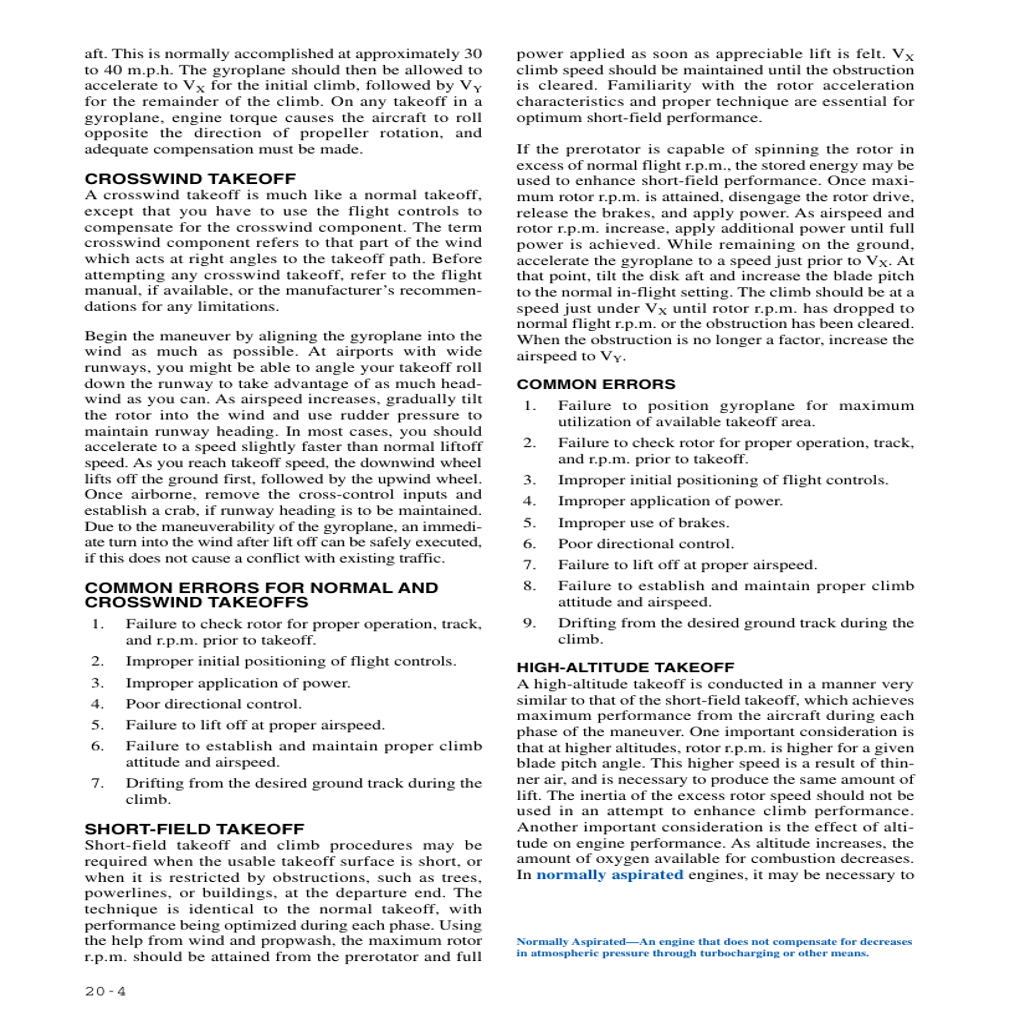 aft. This is normally accomplished at approximately 30
to 40 m.p.h. The gyroplane should then be allowed to
accelerate to VX for the initial climb, followed by VY
for the remainder of the climb. On any takeoff in a
gyroplane, engine torque causes the aircraft to roll
opposite the direction of propeller rotation, and
adequate compensation must be made.
CROSSWIND TAKEOFF
A crosswind takeoff is much like a normal takeoff,
except that you have to use the flight controls to
compensate for the crosswind component. The term
crosswind component refers to that part of the wind
which acts at right angles to the takeoff path. Before
attempting any crosswind takeoff, refer to the flight
manual, if available, or the manufacturer's recommen-
dations for any limitations.
Begin the maneuver by aligning the gyroplane into the
wind as much as possible. At airports with wide
runways, you might be able to angle your takeoff roll
down the runway to take advantage of as much head-
wind as you can. As airspeed increases, gradually tilt
the rotor into the wind and use rudder pressure to
maintain runway heading. In most cases, you should
accelerate to a speed slightly faster than normal liftoff
speed. As you reach takeoff speed, the downwind wheel
lifts off the ground first, followed by the upwind wheel.
Once airborne, remove the cross-control inputs and
establish a crab, if runway heading is to be maintained.
Due to the maneuverability of the gyroplane, an immedi-
ate turn into the wind after lift off can be safely executed,
if this does not cause a conflict with existing traffic.
COMMON ERRORS FOR NORMAL AND
CROSSWIND TAKEOFFS
1. Failure to check rotor for proper operation, track,
and r.p.m. prior to takeoff.
2. Improper initial positioning of flight controls.
3. Improper application of power.
4. Poor directional control.
5. Failure to lift off at proper airspeed.
6. Failure to establish and maintain proper climb
attitude and airspeed.
7. Drifting from the desired ground track during the
climb.
SHORT-FIELD TAKEOFF
Short-field takeoff and climb procedures may be
required when the usable takeoff surface is short, or
when it is restricted by obstructions, such as trees,
powerlines, or buildings, at the departure end. The
technique is identical to the normal takeoff, with
performance being optimized during each phase. Using
the help from wind and propwash, the maximum rotor
r.p.m. should be attained from the prerotator and full
power applied as soon as appreciable lift is felt. VX
climb speed should be maintained until the obstruction
is cleared. Familiarity with the rotor acceleration
characteristics and proper technique are essential for
optimum short-field performance.
If the prerotator is capable of spinning the rotor in
excess of normal flight r.p.m., the stored energy may be
used to enhance short-field performance. Once maxi-
mum rotor r.p.m. is attained, disengage the rotor drive,
release the brakes, and apply power. As airspeed and
rotor r.p.m. increase, apply additional power until full
power is achieved. While remaining on the ground,
accelerate the gyroplane to a speed just prior to VX. At
that point, tilt the disk aft and increase the blade pitch
to the normal in-flight setting. The climb should be at a
speed just under VX until rotor r.p.m. has dropped to
normal flight r.p.m. or the obstruction has been cleared.
When the obstruction is no longer a factor, increase the
airspeed to VY.
COMMON ERRORS
1. Failure to position gyroplane for maximum
utilization of available takeoff area.
2. Failure to check rotor for proper operation, track,
and r.p.m. prior to takeoff.
3. Improper initial positioning of flight controls.
4. Improper application of power.
5. Improper use of brakes.
6. Poor directional control.
7. Failure to lift off at proper airspeed.
8. Failure to establish and maintain proper climb
attitude and airspeed.
9. Drifting from the desired ground track during the
climb.
HIGH-ALTITUDE TAKEOFF
A high-altitude takeoff is conducted in a manner very
similar to that of the short-field takeoff, which achieves
maximum performance from the aircraft during each
phase of the maneuver. One important consideration is
that at higher altitudes, rotor r.p.m. is higher for a given
blade pitch angle. This higher speed is a result of thin-
ner air, and is necessary to produce the same amount of
lift. The inertia of the excess rotor speed should not be
used in an attempt to enhance climb performance.
Another important consideration is the effect of alti-
tude on engine performance. As altitude increases, the
amount of oxygen available for combustion decreases.
In normally aspirated engines, it may be necessary to
Normally Aspirated—An engine that does not compensate for decreases
in atmospheric pressure through turbocharging or other means.
20-4